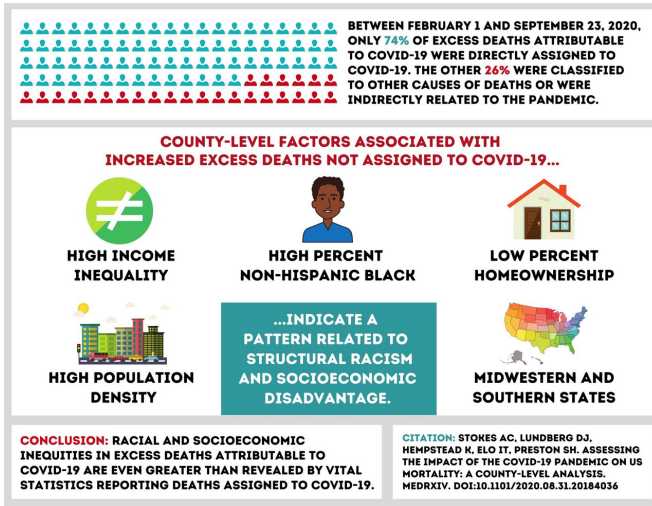 BETWEEN FEBRUARY 1 AND SEPTEMBER 23, 2020,
ONLY 74% OF EXCESS DEATHS ATTRIBUTABLE
TO COVID-19 WERE DIRECTLY ASSIGNED TO
COVID-19. THE OTHER 26% WERE CLASSIFIED
TO OTHER CAUSES OF DEATHS OR WERE
INDIRECTLY RELATED TO THE PANDEMIC.
COUNTY-LEVEL FACTORS ASSOCIATED WITH
INCREASED EXCESS DEATHS NOT ASSIGNED TO COVID-19...
HIGH INCOME
INEQUALITY
HIGH PERCENT
NON-HISPANIC BLACK
LOW PERCENT
HOMEOWNERSHIP
HIGH POPULATION
DENSITY
...INDICATE A
PATTERN RELATED TO
STRUCTURAL RACISM
AND SOCIOECONOMIC
DISADVANTAGE.
MIDWESTERN AND
SOUTHERN STATES
CONCLUSION: RACIAL AND SOCIOECONOMIC
INEQUITIES IN EXCESS DEATHS ATTRIBUTABLE TO
COVID-19 ARE EVEN GREATER THAN REVEALED BY VITAL
STATISTICS REPORTING DEATHS ASSIGNED TO COVID-19.
CITATION: STOKES AC, LUNDBERG DJ,
HEMPSTEAD K, ELO IT, PRESTON SH. ASSESSING
THE IMPACT OF THE COVID-19 PANDEMIC ON US
MORTALITY: A COUNTY-LEVEL ANALYSIS.
MEDRXIV. DOI:10.1101/2020.08.31.20184036